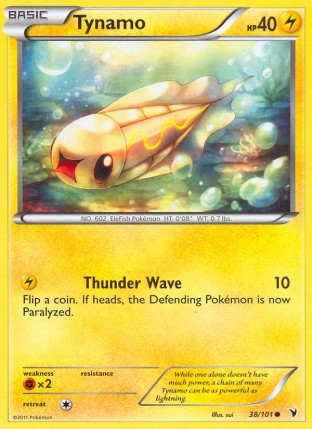 BASIC
Tynamo
HP40
NO. 602 EleFish Pokémon. HT: 0'08" WT: 0.7 lbs.
Thunder Wave 10
Flip a coin. If heads, the Defending Pokémon is now
Paralyzed.
weakness resistance
×2
retreat
While one alone doesn't have
much power, a chain of many
Tynamo can be as powerful as
lightning.
©2011 Pokémon
Illus. sui
38/101